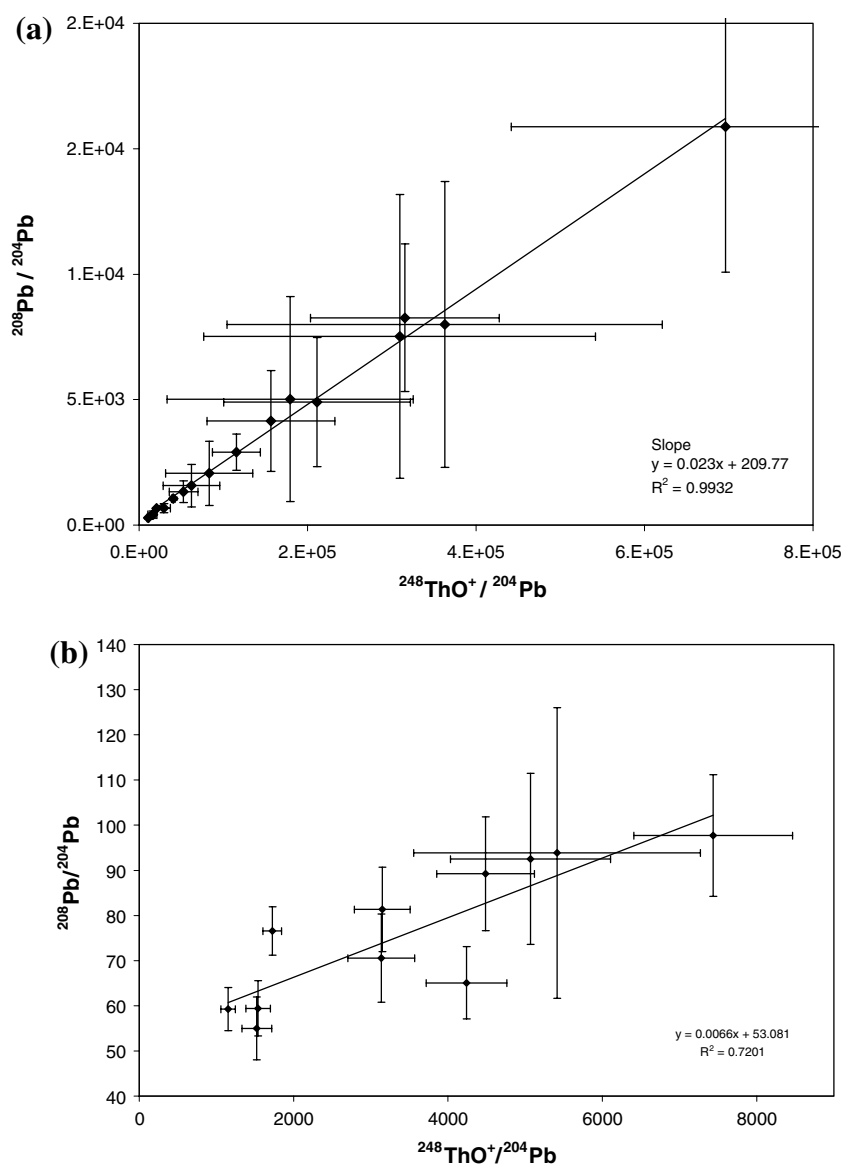 (a)
2.E+04
2.E+04
1.E+04
5.E+03
0.E+00
0.E+00 2.E+05 4.E+05 6.E+05 8.E+05
²⁰⁸Pb / ²⁰⁴Pb
Slope
y = 0.023x + 209.77
R² = 0.9932
²⁴⁸ThO⁺ / ²⁰⁴Pb
(b)
140
130
120
110
100
90
80
70
60
50
40
0 2000 4000 6000 8000
²⁰⁸Pb/²⁰⁴Pb
y = 0.0066x + 53.081
R² = 0.7201
²⁴⁸ThO⁺/²⁰⁴Pb